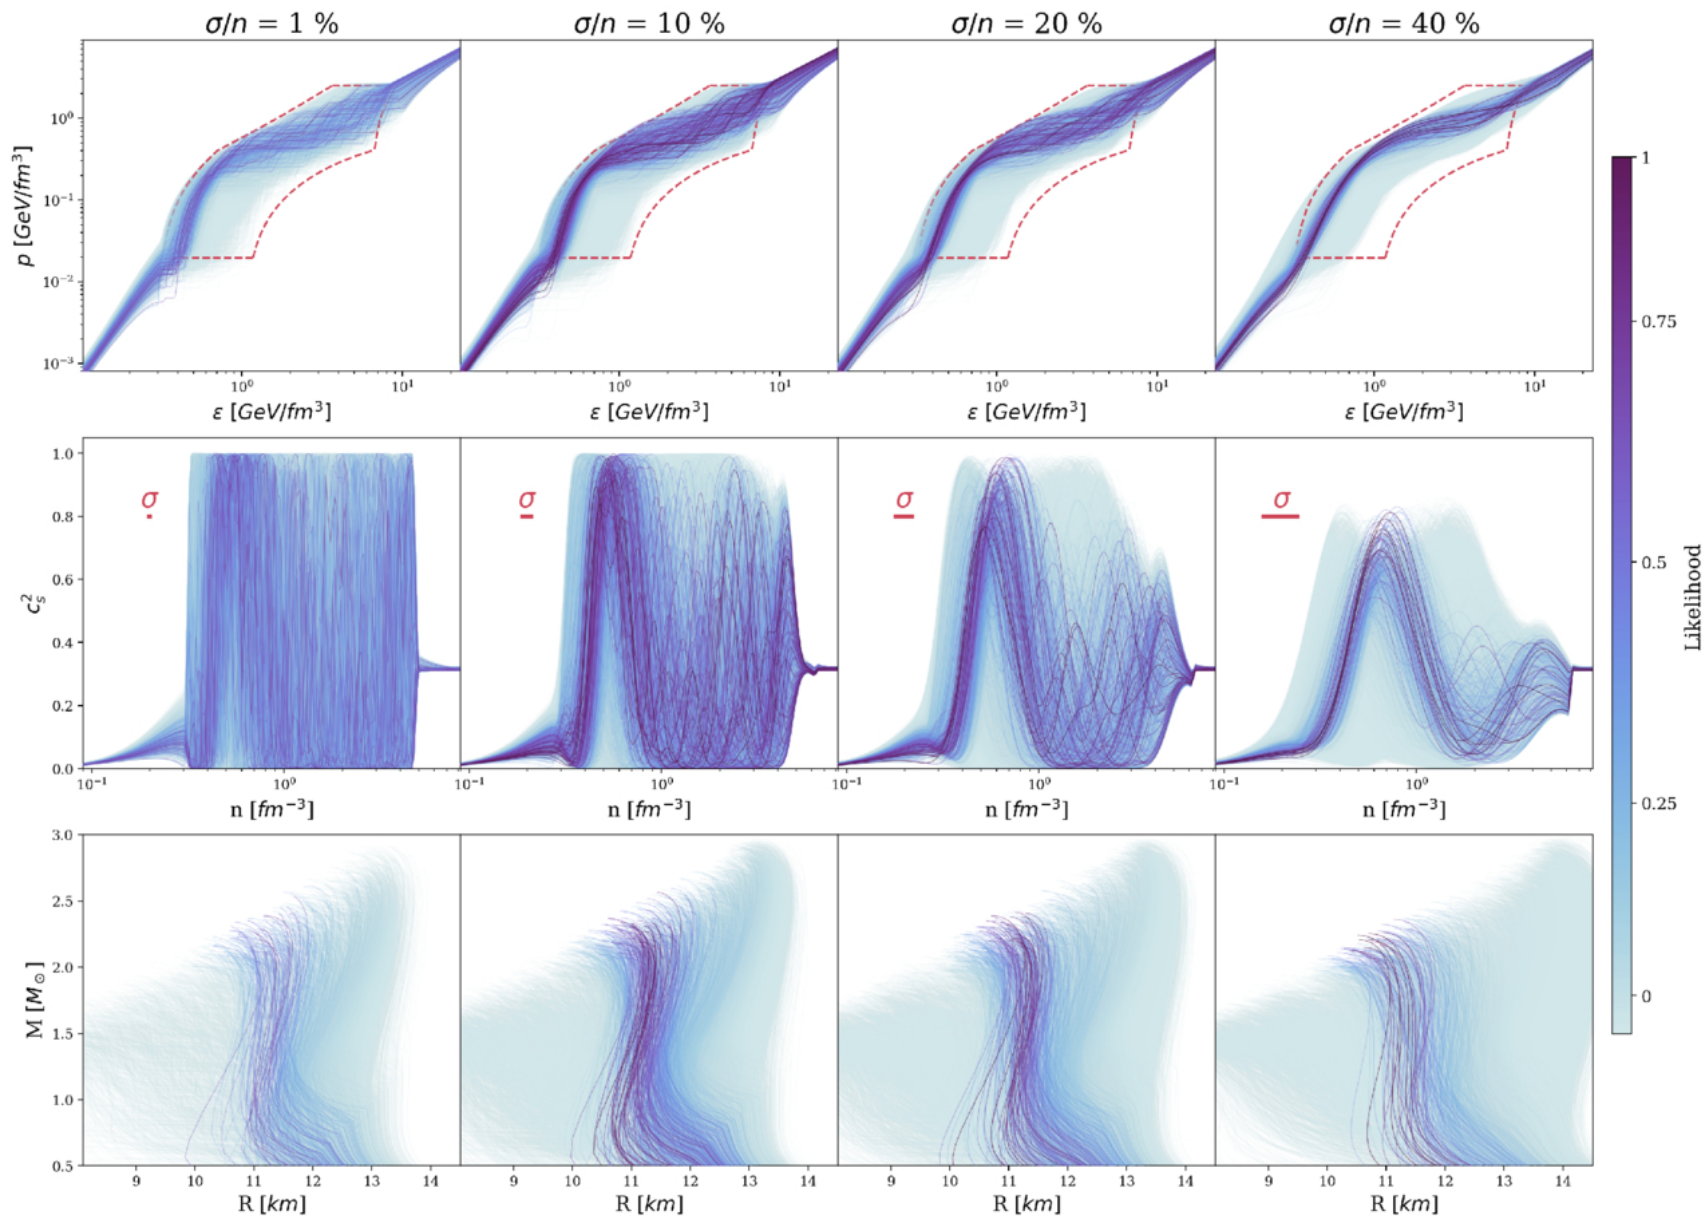 σ/n = 1 %
σ/n = 10 %
σ/n = 20 %
σ/n = 40 %
p [GeV/fm³]
10⁰
10⁻¹
10⁻²
10⁻³
10⁰ 10¹
10⁰ 10¹
10⁰ 10¹
10⁰ 10¹
ε [GeV/fm³]
ε [GeV/fm³]
ε [GeV/fm³]
ε [GeV/fm³]
c_s²
1.0
0.8
0.6
0.4
0.2
0.0
σ
σ
σ
σ
10⁻¹ 10⁰
10⁻¹ 10⁰
10⁻¹ 10⁰
10⁻¹ 10⁰
n [fm⁻³]
n [fm⁻³]
n [fm⁻³]
n [fm⁻³]
M [M⊙]
3.0
2.5
2.0
1.5
1.0
0.5
9 10 11 12 13 14
9 10 11 12 13 14
9 10 11 12 13 14
9 10 11 12 13 14
R [km]
R [km]
R [km]
R [km]
1
0.75
0.5
0.25
0
Likelihood